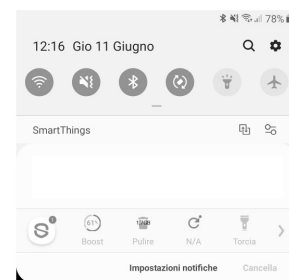 78%
12:16 Gio 11 Giugno
SmartThings
61%
Boost Pulire N/A Torcia
Impostazioni notifiche Cancella